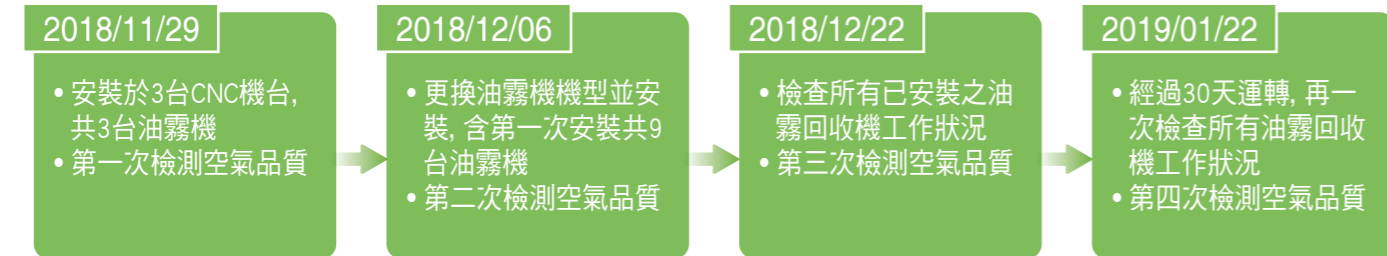 2018/11/29
• 安裝於3台CNC機台,
共3台油霧機
• 第一次檢測空氣品質
2018/12/06
• 更換油霧機機型並安
裝, 含第一次安裝共9
台油霧機
• 第二次檢測空氣品質
2018/12/22
• 檢查所有已安裝之油
霧回收機工作狀況
• 第三次檢測空氣品質
2019/01/22
• 經過30天運轉, 再一
次檢查所有油霧回收
機工作狀況
• 第四次檢測空氣品質